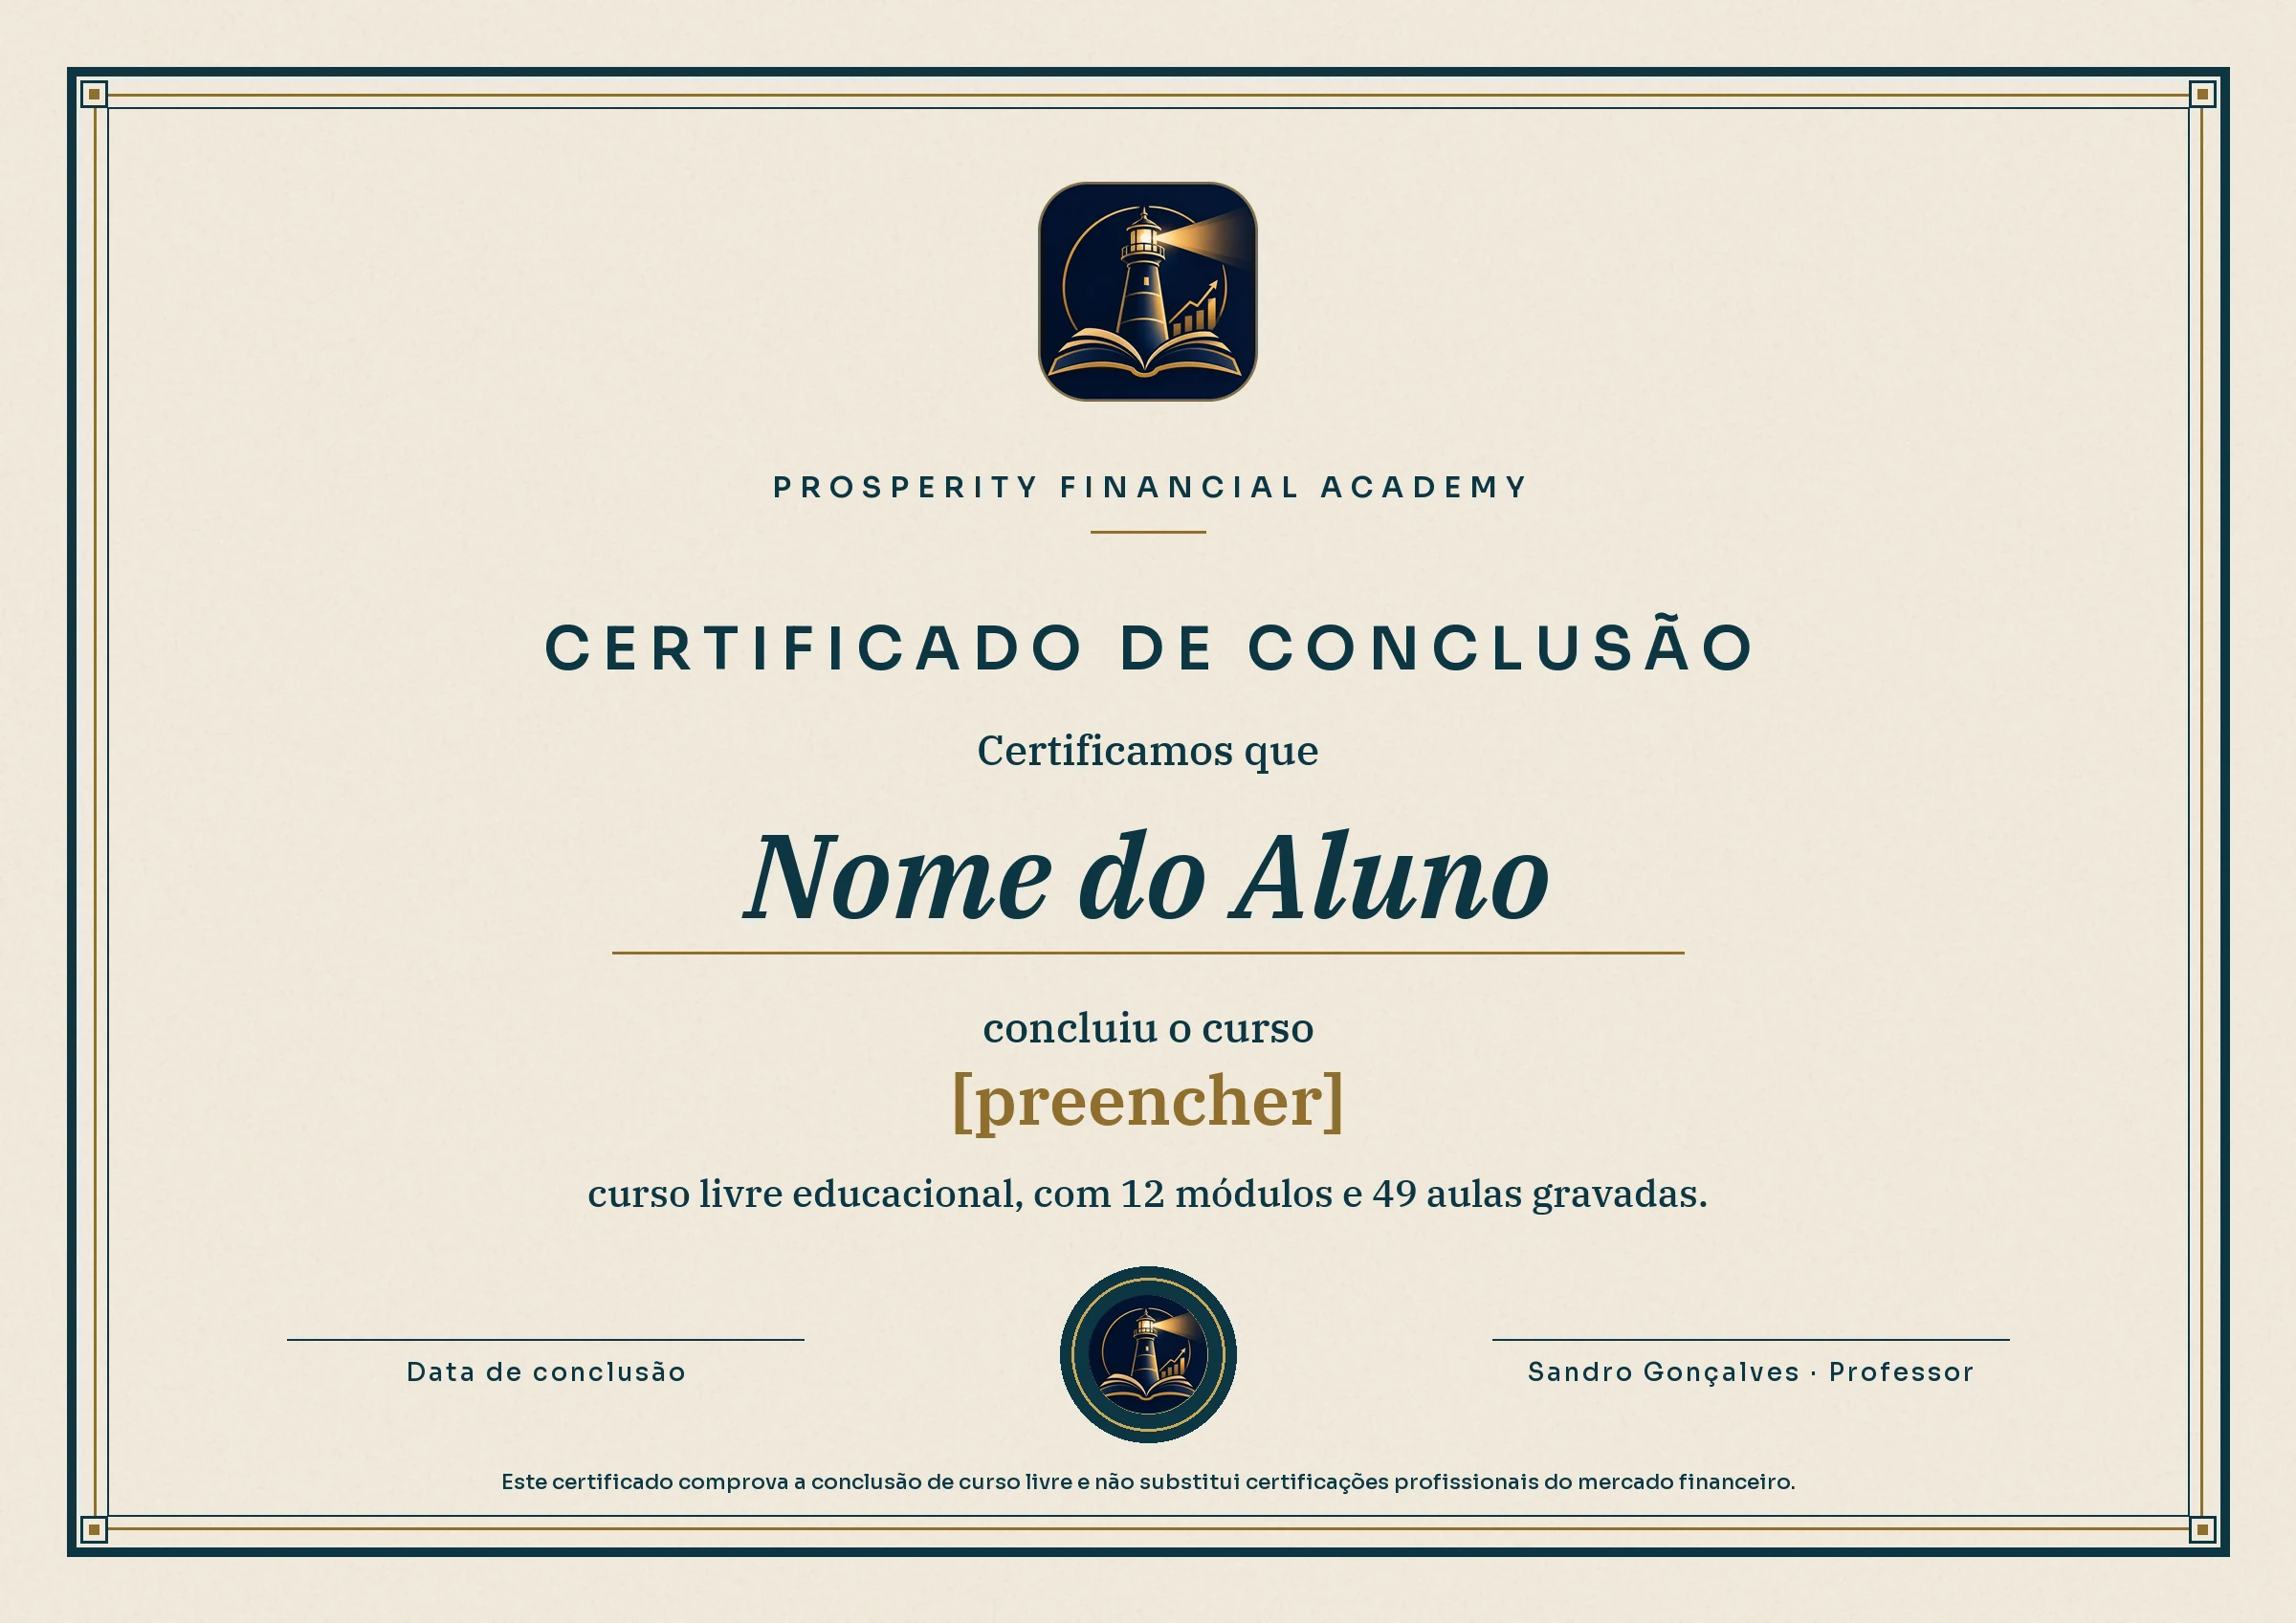 PROSPERITY FINANCIAL ACADEMY
CERTIFICADO DE CONCLUSÃO
Certificamos que
Nome do Aluno
concluiu o curso
[preencher]
curso livre educacional, com 12 módulos e 49 aulas gravadas.
Data de conclusão
Sandro Gonçalves · Professor
Este certificado comprova a conclusão de curso livre e não substitui certificações profissionais do mercado financeiro.